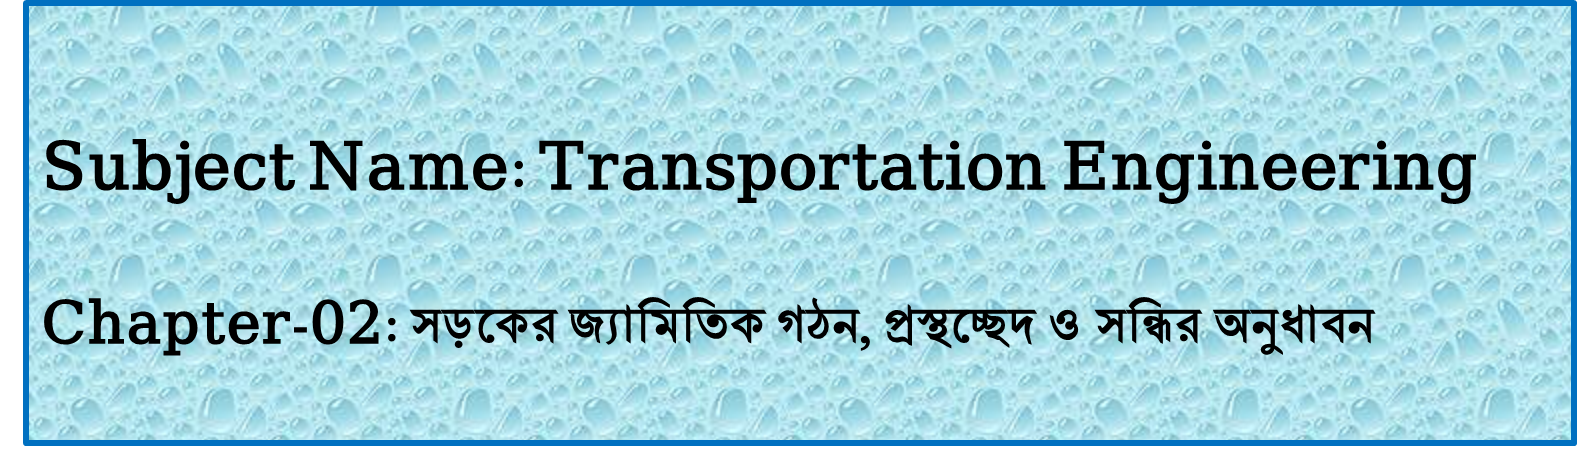 Subject Name: Transportation Engineering
Chapter-02: সড়কের জ্যামিতিক গঠন, প্রস্থচ্ছেদ ও সন্ধির অনুধাবন